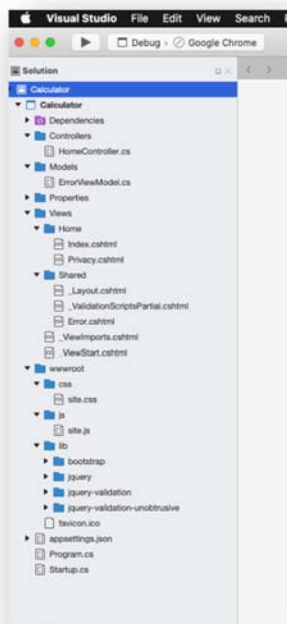 Visual Studio File Edit View Search
Debug › Google Chrome
Solution
Calculator
Calculator
Dependencies
Controllers
HomeController.cs
Models
ErrorViewModel.cs
Properties
Views
Home
Index.cshtml
Privacy.cshtml
Shared
_Layout.cshtml
_ValidationScriptsPartial.cshtml
Error.cshtml
_ViewImports.cshtml
_ViewStart.cshtml
wwwroot
css
site.css
js
site.js
lib
bootstrap
jquery
jquery-validation
jquery-validation-unobtrusive
favicon.ico
appsettings.json
Program.cs
Startup.cs